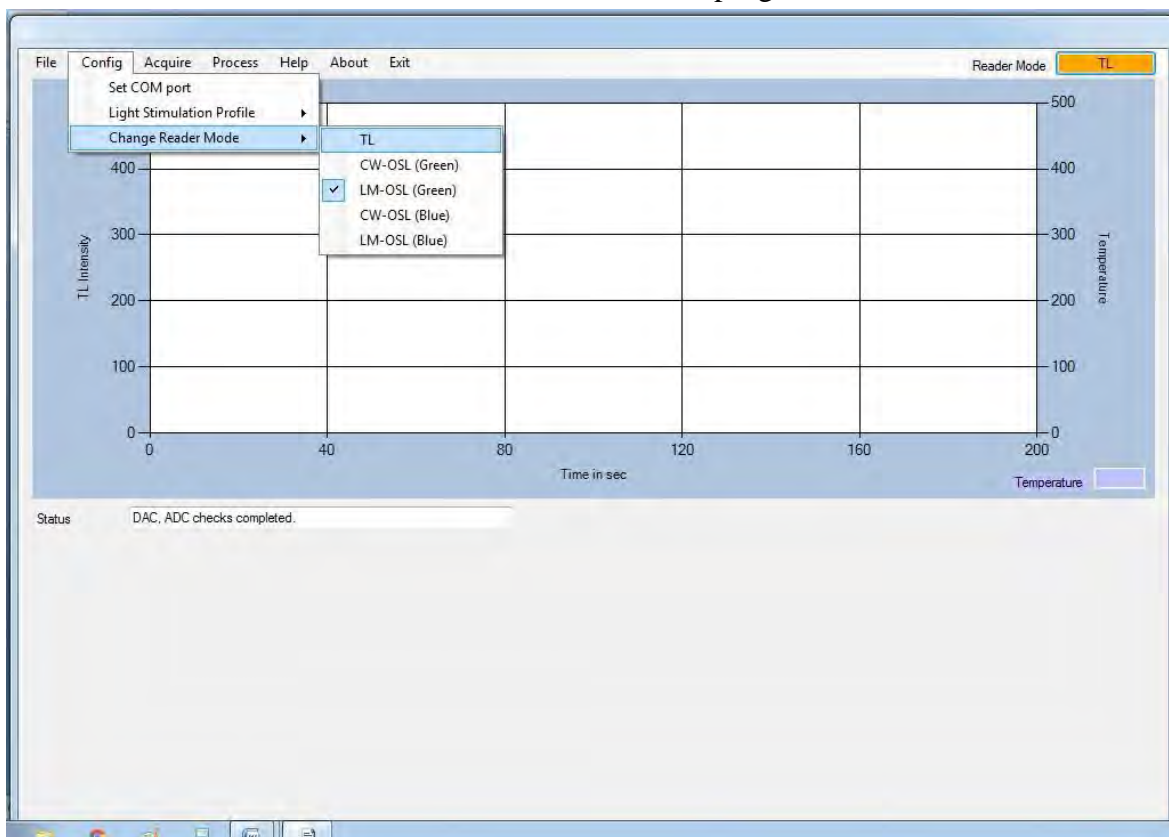 File Config Acquire Process Help About Exit Reader Mode TL
Set COM port
Light Stimulation Profile
Change Reader Mode
TL
CW-OSL (Green)
LM-OSL (Green)
CW-OSL (Blue)
LM-OSL (Blue)
500
400 400
300 300
200 200
100 100
0 0
TL Intensity
Temperature
0 40 80 120 160 200
Time in sec
Temperature
Status DAC, ADC checks completed.